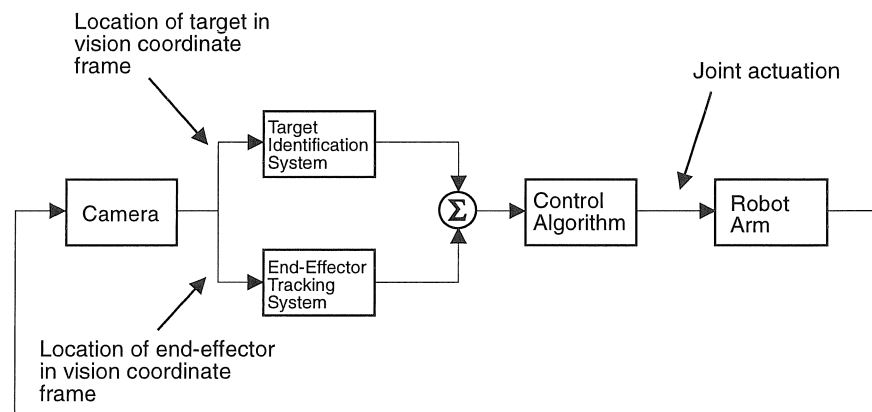 Location of target in
vision coordinate
frame
Joint actuation
Target
Identification
System
Camera
Σ
Control
Algorithm
Robot
Arm
End-Effector
Tracking
System
Location of end-effector
in vision coordinate
frame